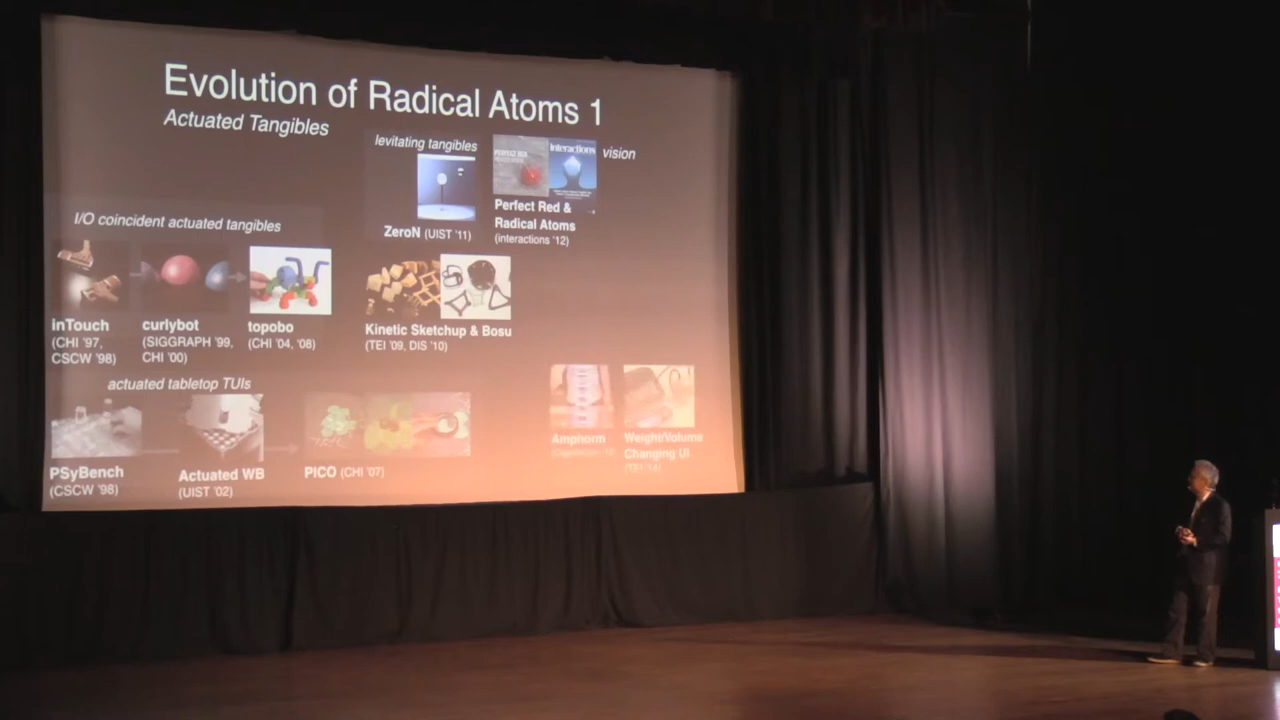 Evolution of Radical Atoms 1
Actuated Tangibles
levitating tangibles
interactions
vision
ZeroN (UIST '11)
Perfect Red &
Radical Atoms
(interactions '12)
I/O coincident actuated tangibles
inTouch
(CHI '97,
CSCW '98)
curlybot
(SIGGRAPH '99,
CHI '00)
topobo
(CHI '04, '08)
Kinetic Sketchup & Bosu
(TEI '09, DIS '10)
actuated tabletop TUIs
PSyBench
(CSCW '98)
Actuated WB
(UIST '02)
PICO (CHI '07)
Amphorm
Weight/Volume
Changing UI
(TEI '14)